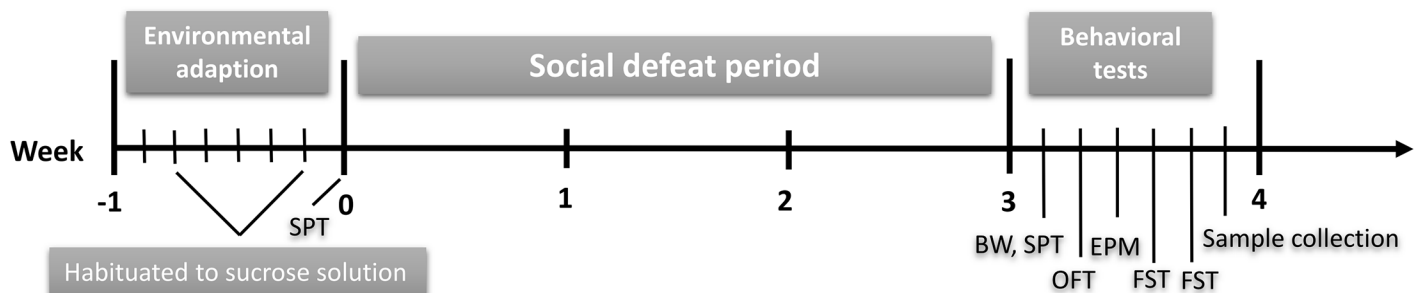 Environmental
adaption
Social defeat period
Behavioral
tests
Week
-1
0
1
2
3
4
SPT
BW, SPT
EPM
Sample collection
OFT
FST
FST
Habituated to sucrose solution